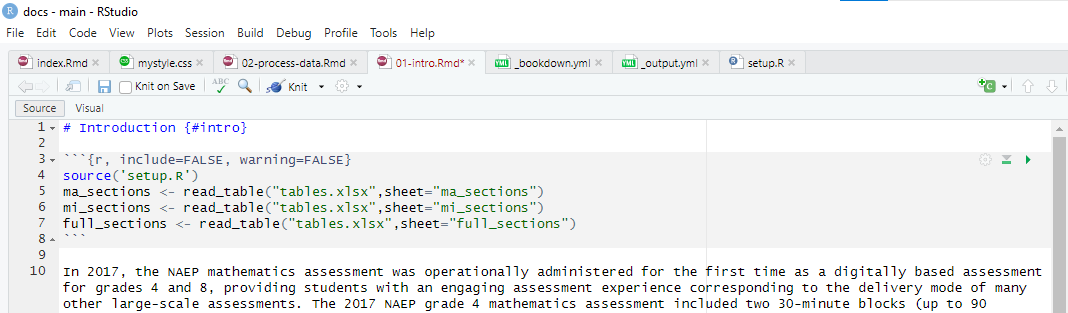 docs - main - RStudio
File Edit Code View Plots Session Build Debug Profile Tools Help
index.Rmd mystyle.css 02-process-data.Rmd 01-intro.Rmd* _bookdown.yml _output.yml setup.R
Knit on Save ABC Knit
Source Visual
1 # Introduction {#intro}
2
3 ```{r, include=FALSE, warning=FALSE}
4 source('setup.R')
5 ma_sections <- read_table("tables.xlsx",sheet="ma_sections")
6 mi_sections <- read_table("tables.xlsx",sheet="mi_sections")
7 full_sections <- read_table("tables.xlsx",sheet="full_sections")
8 ```
9
10 In 2017, the NAEP mathematics assessment was operationally administered for the first time as a digitally based assessment
for grades 4 and 8, providing students with an engaging assessment experience corresponding to the delivery mode of many
other large-scale assessments. The 2017 NAEP grade 4 mathematics assessment included two 30-minute blocks (up to 90